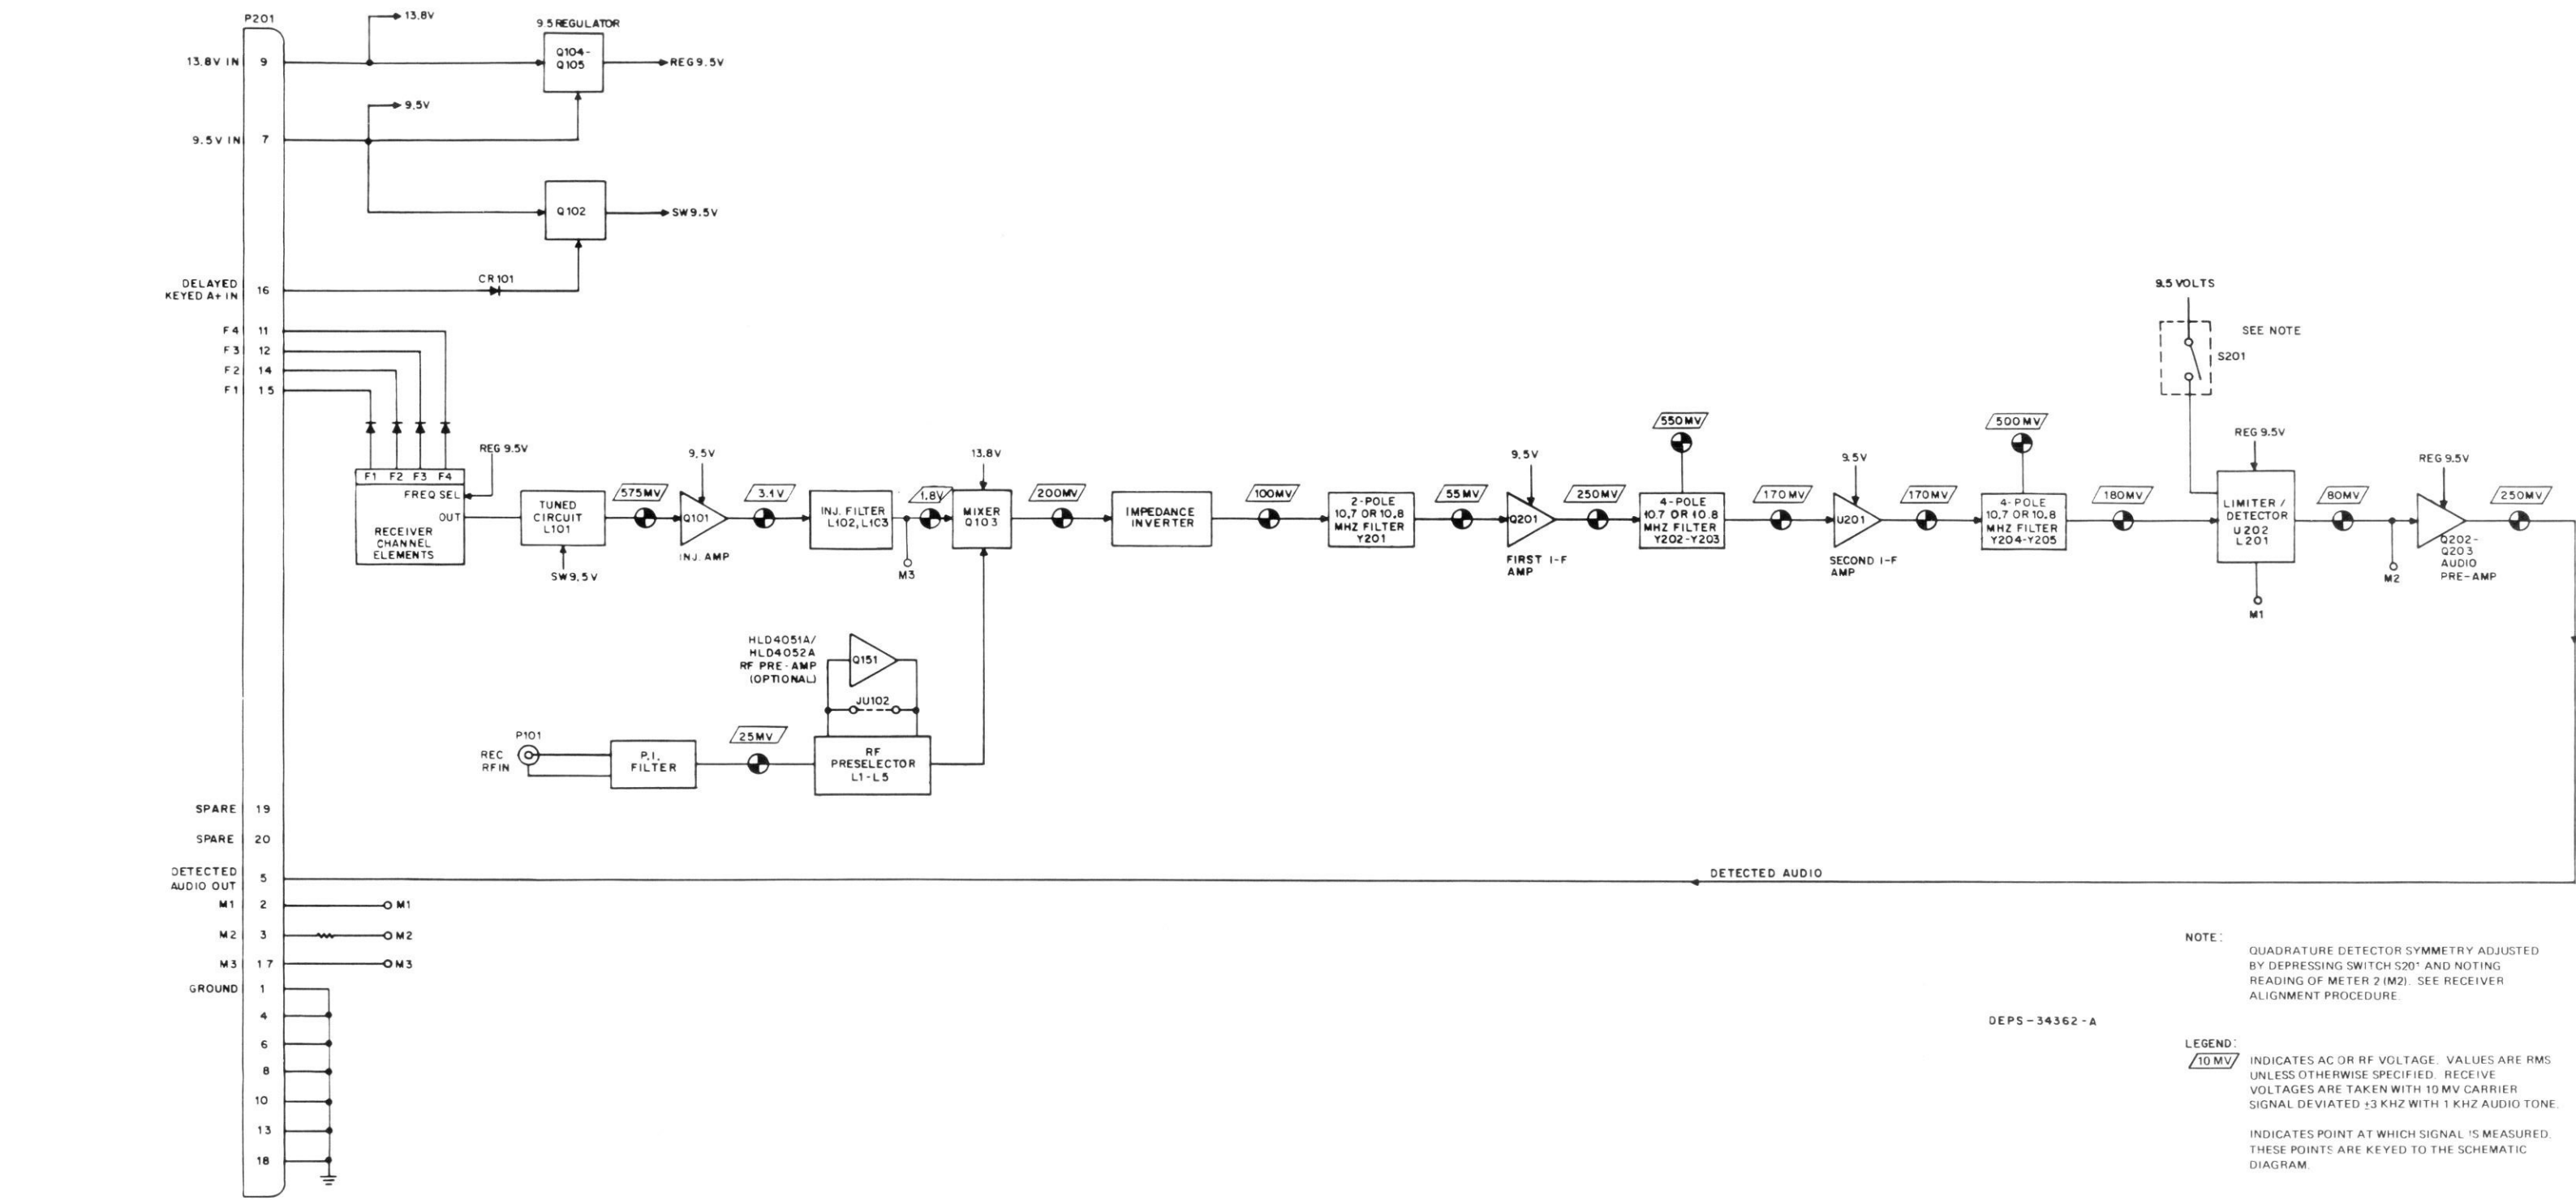 P201
13.8V
9.5 REGULATOR
13.8V IN 9
Q104-
Q105
REG 9.5V
9.5V
9.5V IN 7
Q102
SW 9.5V
CR101
DELAYED
KEYED A+ IN 16
F4 11
F3 12
F2 14
F1 15
F1 F2 F3 F4
FREQ SEL
OUT
RECEIVER
CHANNEL
ELEMENTS
REG 9.5V
TUNED
CIRCUIT
L101
SW 9.5V
575MV
9.5V
Q101
INJ. AMP
3.1V
INJ. FILTER
L102, L103
1.8V
M3
13.8V
MIXER
Q103
200MV
IMPEDANCE
INVERTER
100MV
2-POLE
10.7 OR 10.8
MHZ FILTER
Y201
55MV
9.5V
Q201
FIRST I-F
AMP
250MV
550MV
4-POLE
10.7 OR 10.8
MHZ FILTER
Y202-Y203
170MV
9.5V
U201
SECOND I-F
AMP
170MV
500MV
4-POLE
10.7 OR 10.8
MHZ FILTER
Y204-Y205
180MV
9.5 VOLTS
SEE NOTE
S201
REG 9.5V
LIMITER/
DETECTOR
U202
L201
M1
80MV
M2
REG 9.5V
Q202-
Q203
AUDIO
PRE-AMP
250MV
HLD4051A/
HLD4052A
RF PRE-AMP
(OPTIONAL)
Q151
JU102
P101
REC
RF IN
P.I.
FILTER
25MV
RF
PRESELECTOR
L1-L5
SPARE 19
SPARE 20
DETECTED
AUDIO OUT 5
DETECTED AUDIO
M1 2 M1
M2 3 M2
M3 17 M3
GROUND 1
4
6
8
10
13
18
NOTE:
QUADRATURE DETECTOR SYMMETRY ADJUSTED
BY DEPRESSING SWITCH S201 AND NOTING
READING OF METER 2 (M2). SEE RECEIVER
ALIGNMENT PROCEDURE.
DEPS-34362-A
LEGEND:
10 MV INDICATES AC OR RF VOLTAGE. VALUES ARE RMS
UNLESS OTHERWISE SPECIFIED. RECEIVE
VOLTAGES ARE TAKEN WITH 10 MV CARRIER
SIGNAL DEVIATED ±3 KHZ WITH 1 KHZ AUDIO TONE.
INDICATES POINT AT WHICH SIGNAL IS MEASURED.
THESE POINTS ARE KEYED TO THE SCHEMATIC
DIAGRAM.